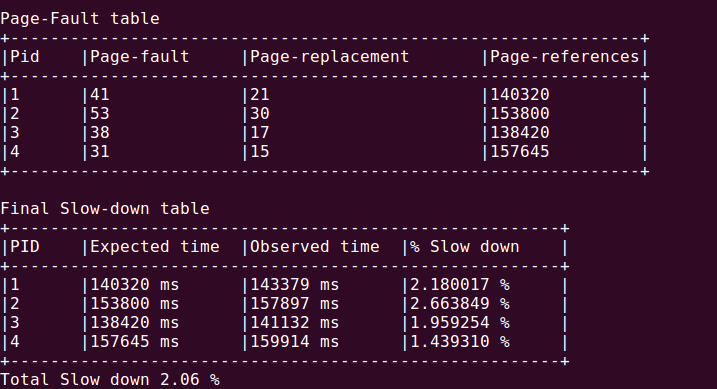 Page-Fault table
+---------------------------------------------------------------+
|Pid    |Page-fault     |Page-replacement       |Page-references|
+---------------------------------------------------------------+
|1      |41             |21                     |140320         |
|2      |53             |30                     |153800         |
|3      |38             |17                     |138420         |
|4      |31             |15                     |157645         |
+---------------------------------------------------------------+
Final Slow-down table
+-------------------------------------------------------+
|PID    |Expected time  |Observed time  |% Slow down    |
+-------------------------------------------------------+
|1      |140320 ms      |143379 ms      |2.180017 %     |
|2      |153800 ms      |157897 ms      |2.663849 %     |
|3      |138420 ms      |141132 ms      |1.959254 %     |
|4      |157645 ms      |159914 ms      |1.439310 %     |
+-------------------------------------------------------+
Total Slow down 2.06 %